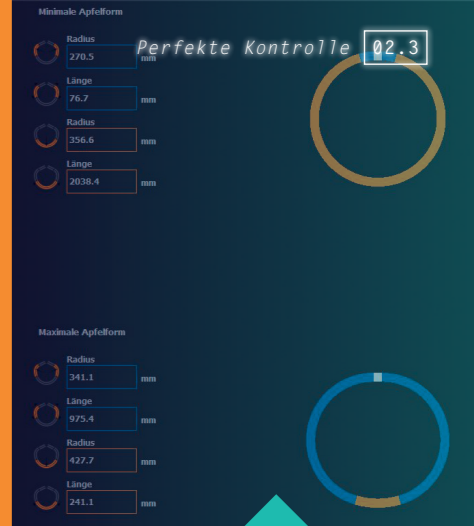 Minimale Apfelform
Perfekte Kontrolle 02.3
Radius
270.5 mm
Länge
76.7 mm
Radius
356.6 mm
Länge
2038.4 mm
Maximale Apfelform
Radius
341.1 mm
Länge
975.4 mm
Radius
427.7 mm
Länge
241.1 mm